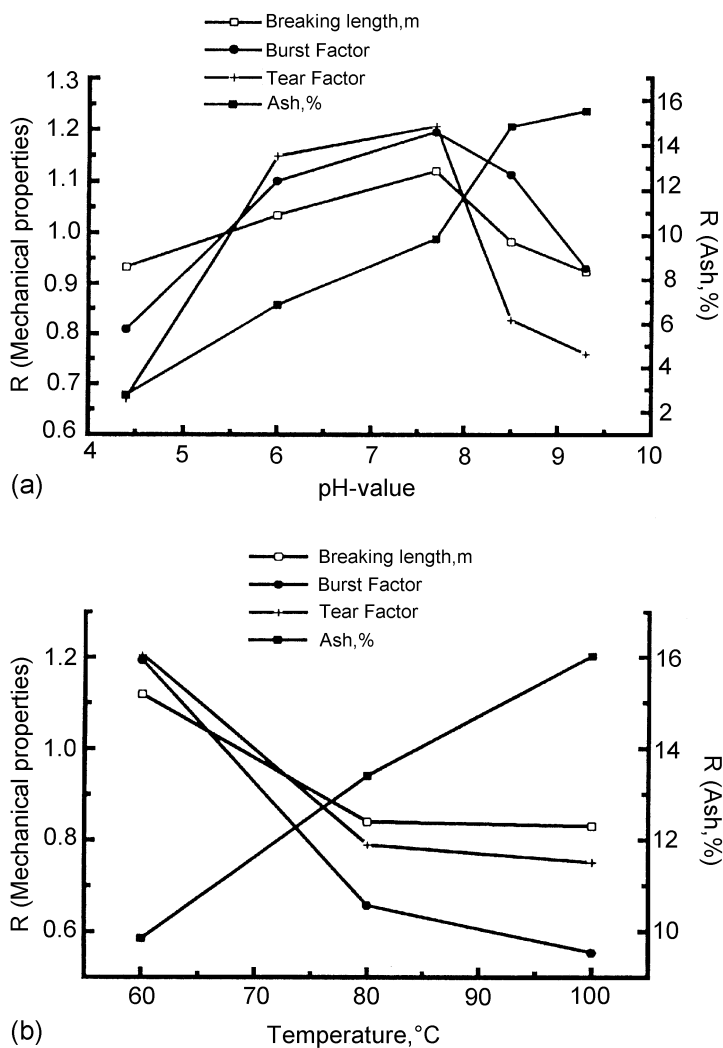 Breaking length,m
Burst Factor
Tear Factor
Ash,%
R (Mechanical properties)
1.3
1.2
1.1
1.0
0.9
0.8
0.7
0.6
16
14
12
10
8
6
4
2
R (Ash,%)
4 5 6 7 8 9 10
pH-value
(a)
Breaking length,m
Burst Factor
Tear Factor
Ash,%
R (Mechanical properties)
1.2
1.0
0.8
0.6
16
14
12
10
R (Ash,%)
60 70 80 90 100
Temperature,°C
(b)